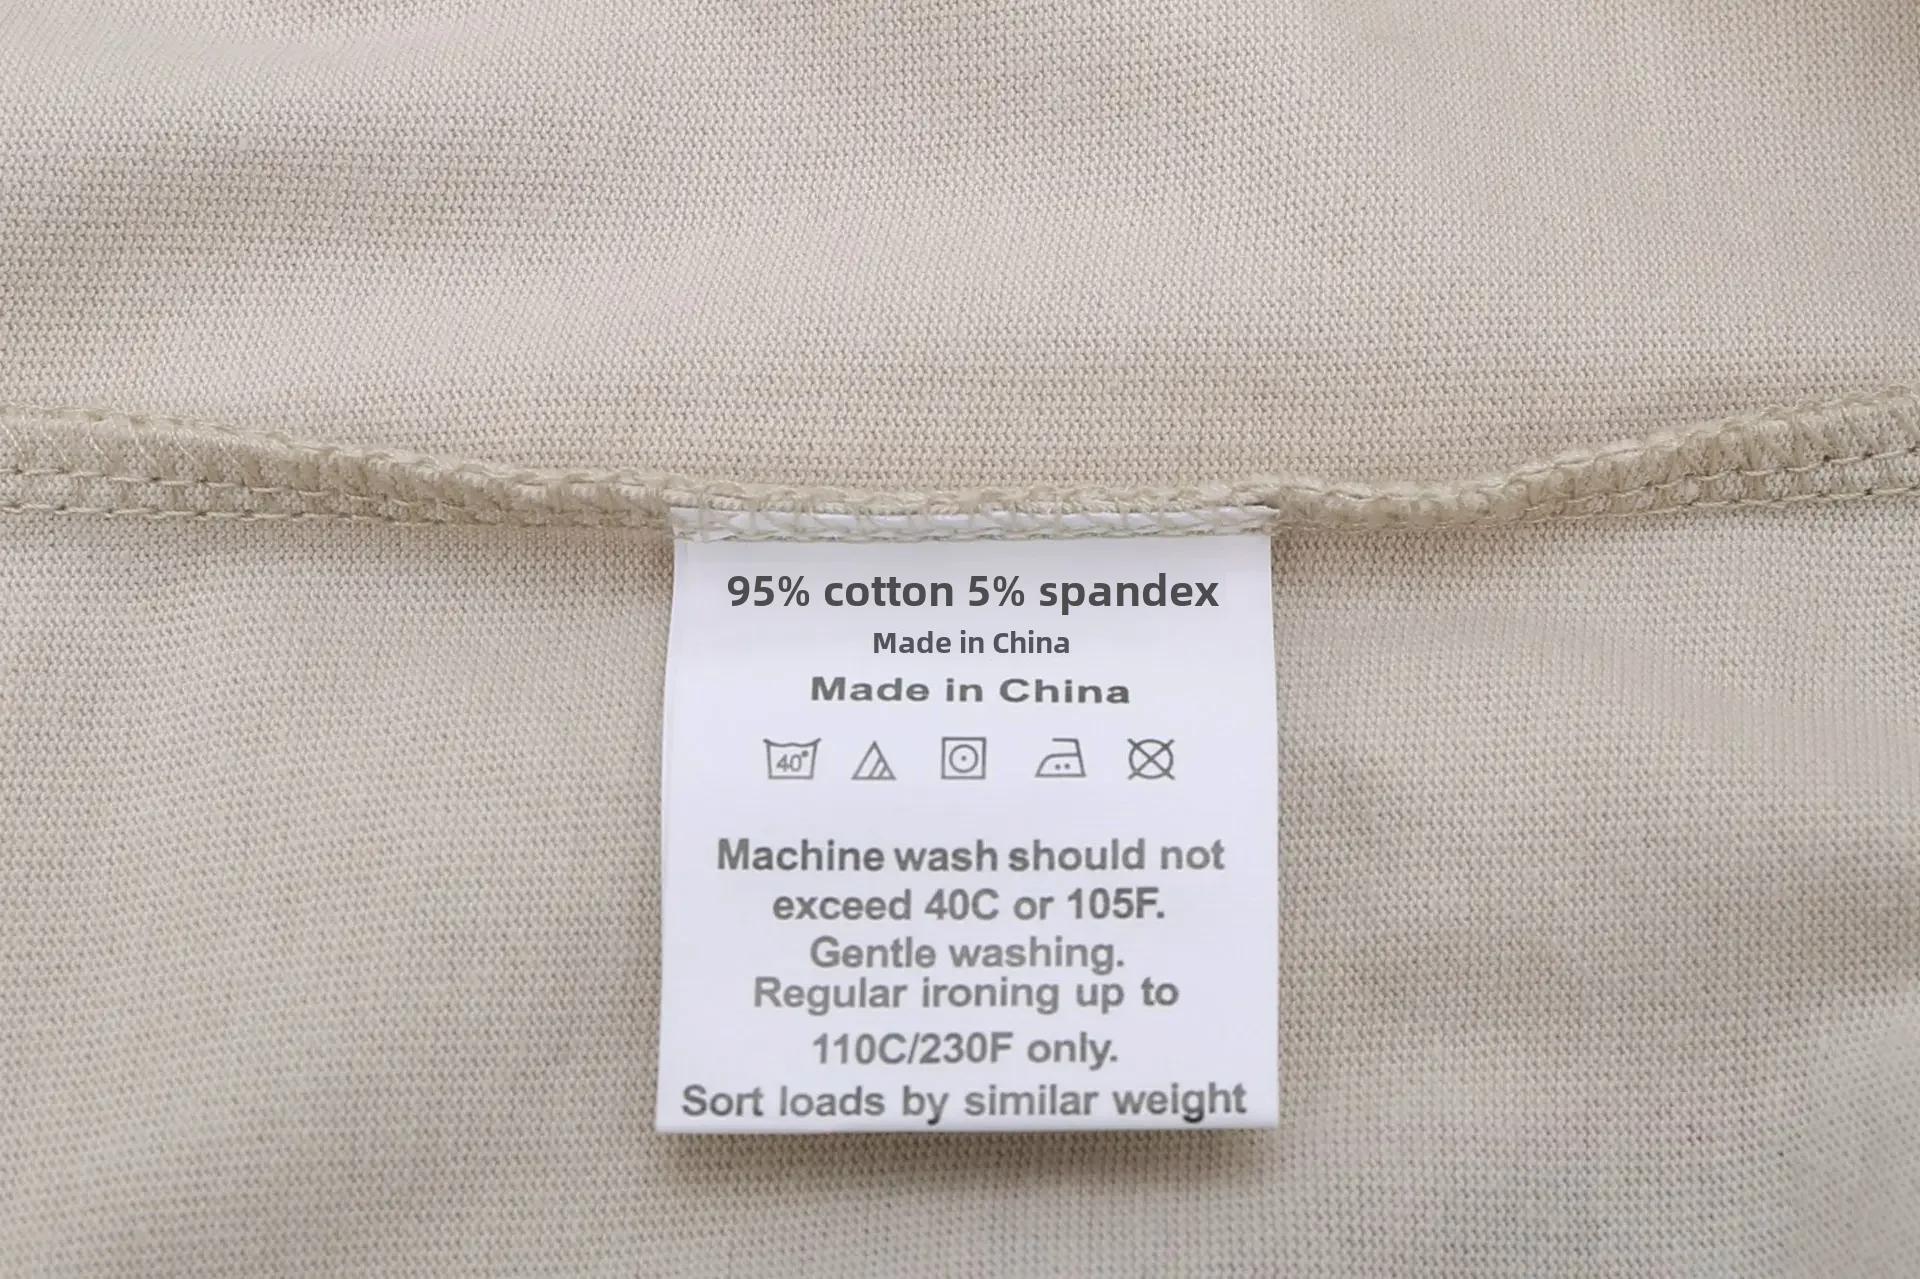 95% cotton 5% spandex
Made in China
Made in China
40°
Machine wash should not
exceed 40C or 105F.
Gentle washing.
Regular ironing up to
110C/230F only.
Sort loads by similar weight